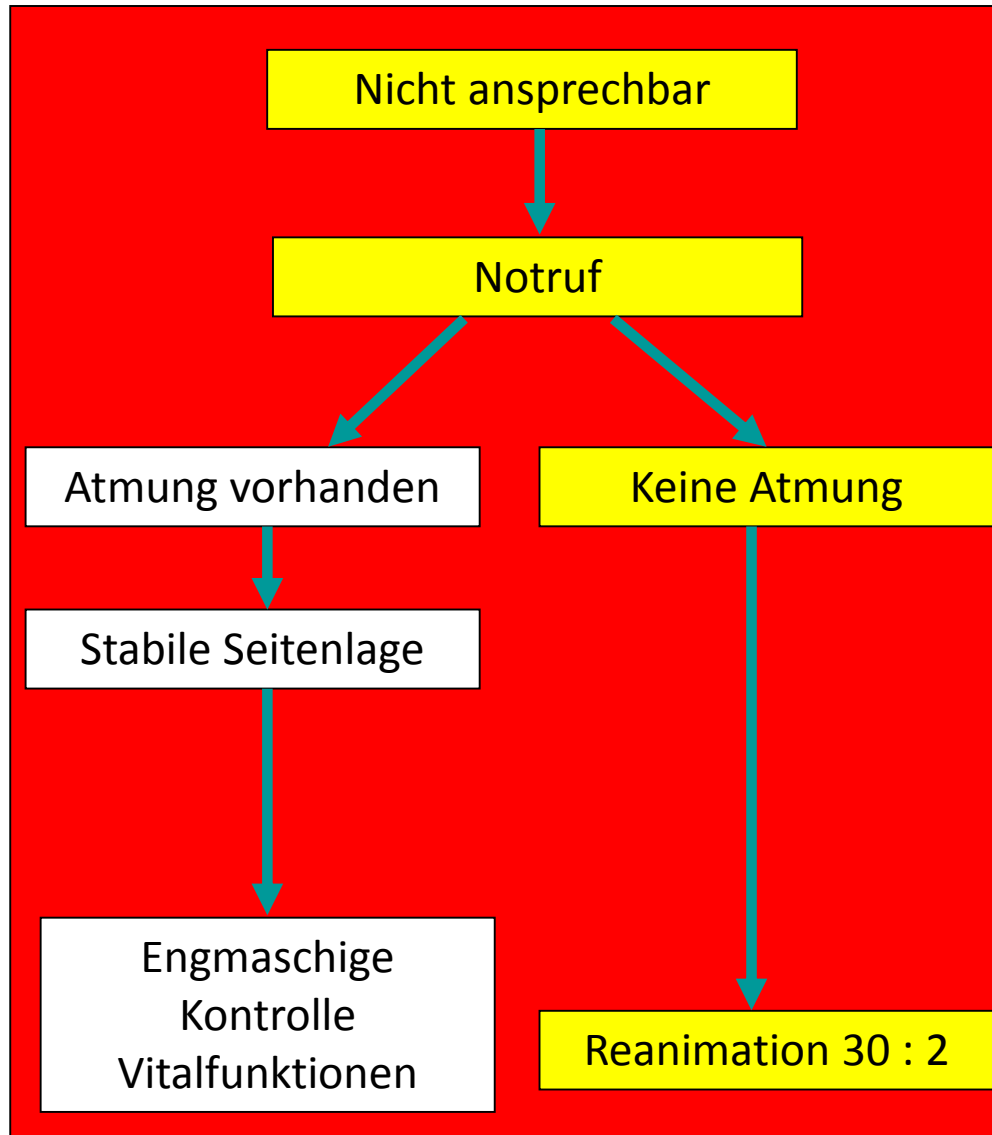 Nicht ansprechbar
Notruf
Atmung vorhanden
Keine Atmung
Stabile Seitenlage
Engmaschige
Kontrolle
Vitalfunktionen
Reanimation 30 : 2